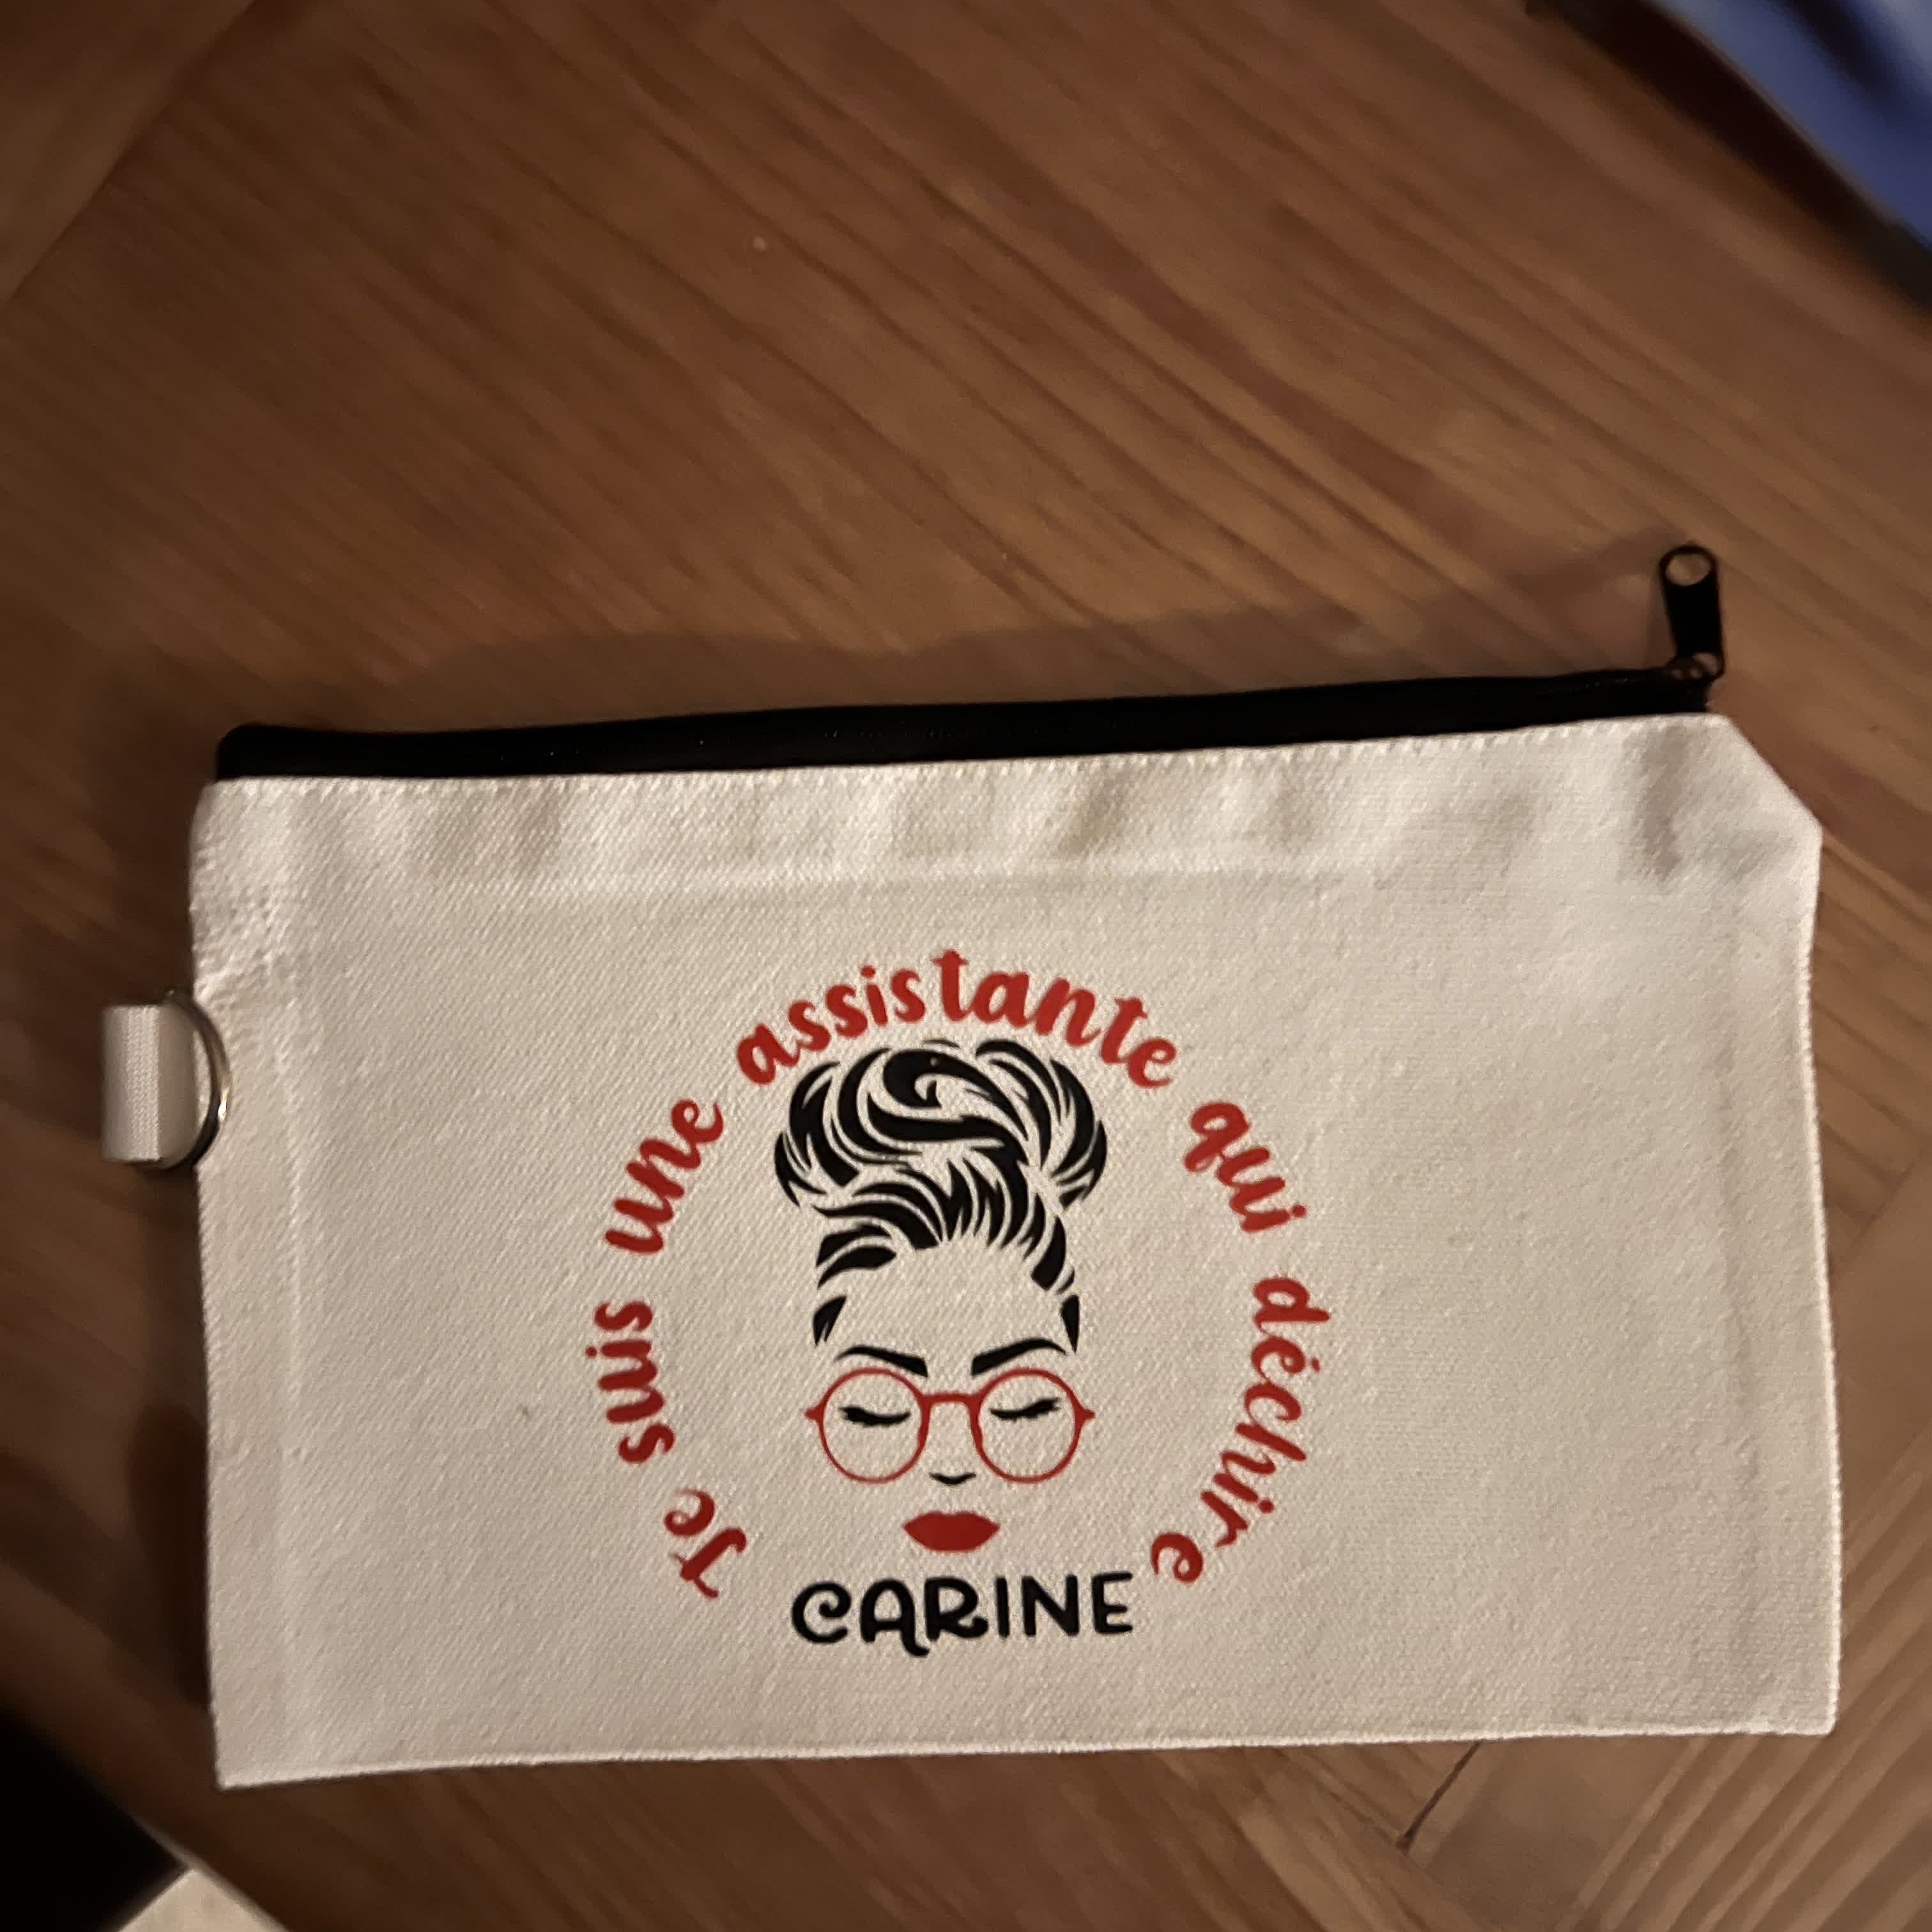 Je suis une assistante qui déchire
CARINE